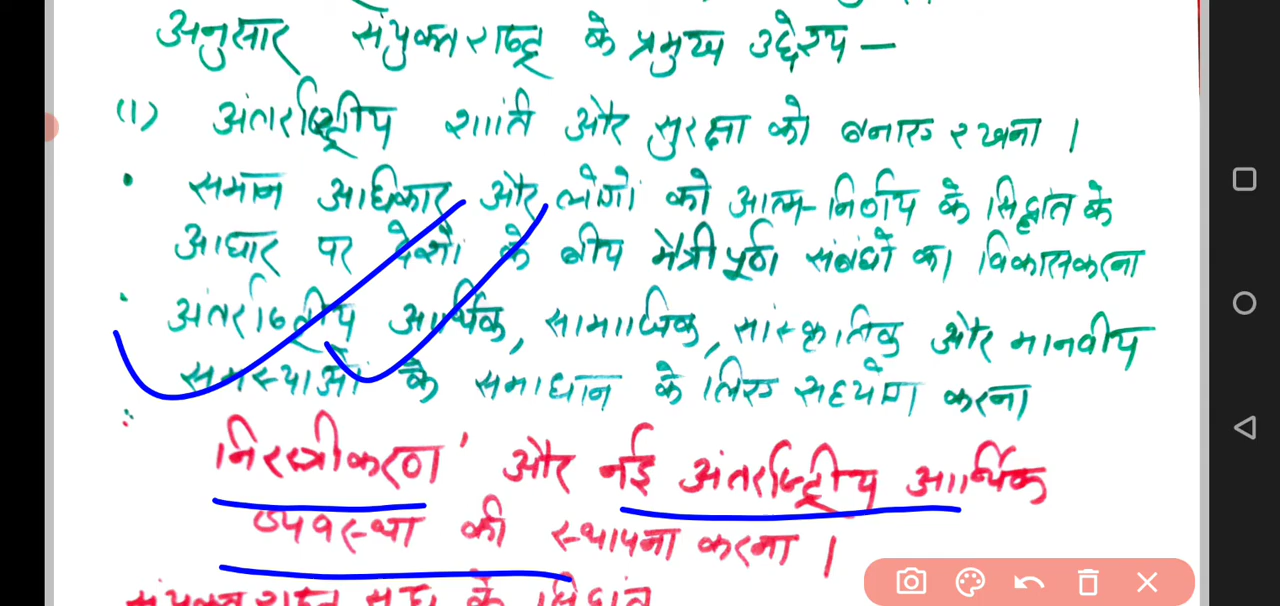 अनुसार संयुक्त राष्ट्र के प्रमुख उद्देश्य —
(1) अंतर्राष्ट्रीय शांति और सुरक्षा को बनाए रखना ।
• समान अधिकार और लोगों को आत्म-निर्णय के सिद्धांत के
आधार पर देशों के बीच मैत्रीपूर्ण संबंधों का विकास करना
• अंतर्राष्ट्रीय आर्थिक, सामाजिक, सांस्कृतिक और मानवीय
समस्याओं के समाधान के लिए सहयोग करना
निरस्त्रीकरण' और नई अंतर्राष्ट्रीय आर्थिक
व्यवस्था की स्थापना करना ।
संयुक्त राष्ट्र संघ के सिद्धांत